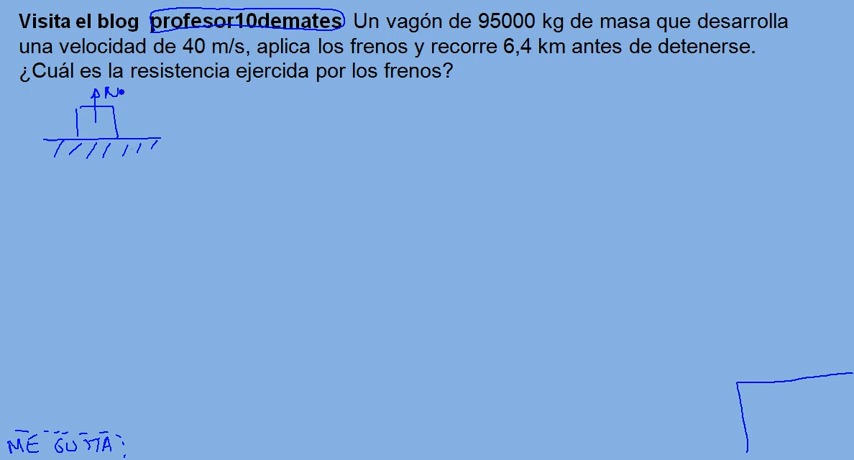 Visita el blog profesor10demates Un vagón de 95000 kg de masa que desarrolla
una velocidad de 40 m/s, aplica los frenos y recorre 6,4 km antes de detenerse.
¿Cuál es la resistencia ejercida por los frenos?
N
ME GUSTA: